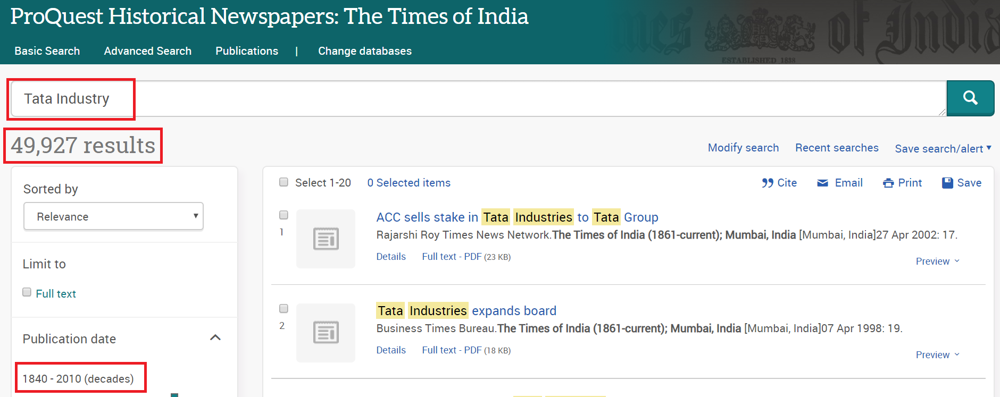 ProQuest Historical Newspapers: The Times of India
imes of India
ESTABLISHED 1838
Basic Search Advanced Search Publications | Change databases
Tata Industry
49,927 results
Modify search Recent searches Save search/alert
Sorted by
Relevance
Limit to
Full text
Publication date
1840 - 2010 (decades)
Select 1-20 0 Selected items Cite Email Print Save
1
ACC sells stake in Tata Industries to Tata Group
Rajarshi Roy Times News Network.The Times of India (1861-current); Mumbai, India [Mumbai, India]27 Apr 2002: 17.
Details Full text - PDF (23 KB)
Preview
2
Tata Industries expands board
Business Times Bureau.The Times of India (1861-current); Mumbai, India [Mumbai, India]07 Apr 1998: 19.
Details Full text - PDF (18 KB)
Preview